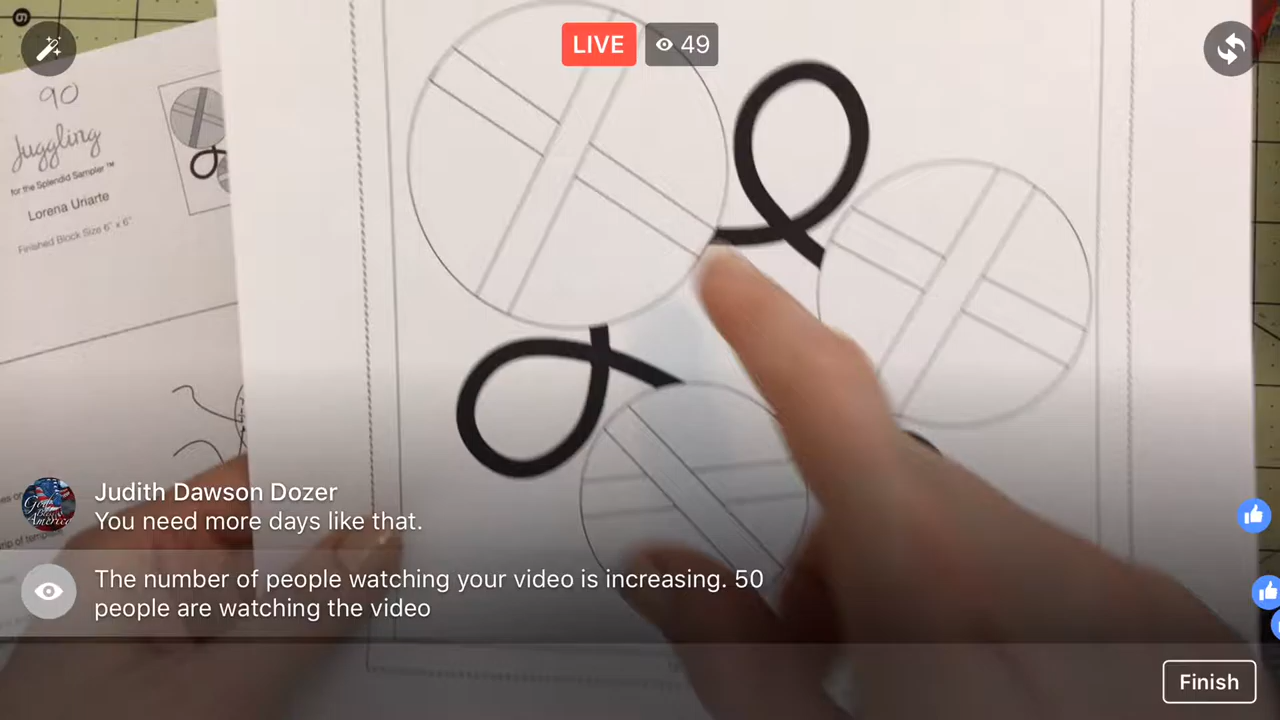 LIVE
49
90
Juggling
for the Splendid Sampler™
Lorena Uriarte
Finished Block Size 6" x 6"
Judith Dawson Dozer
You need more days like that.
The number of people watching your video is increasing. 50
people are watching the video
Finish